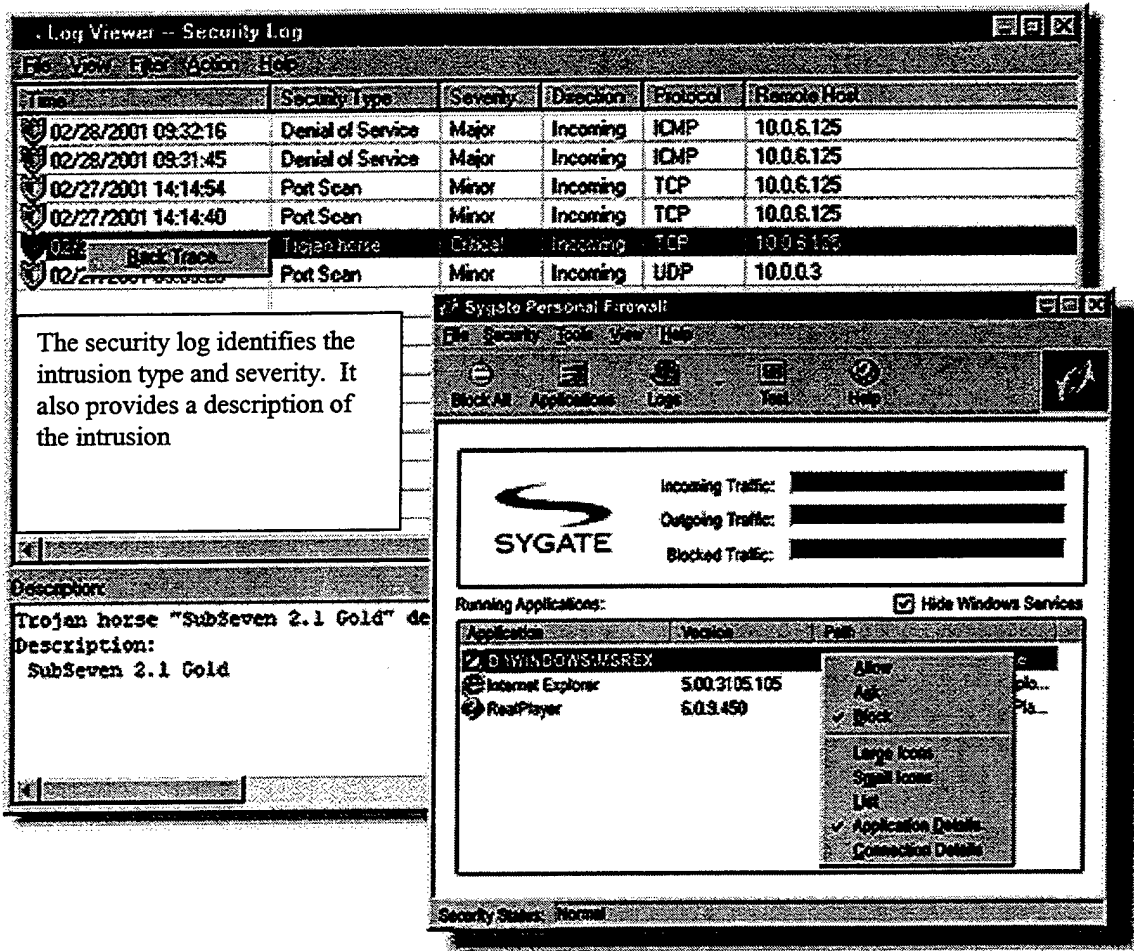 Log Viewer -- Security Log
File View Filter Action Help
Time Security Type Severity Direction Protocol Remote Host
02/28/2001 09:32:16 Denial of Service Major Incoming ICMP 10.0.6.125
02/28/2001 09:31:45 Denial of Service Major Incoming ICMP 10.0.6.125
02/27/2001 14:14:54 Port Scan Minor Incoming TCP 10.0.6.125
02/27/2001 14:14:40 Port Scan Minor Incoming TCP 10.0.6.125
Trojan horse Critical Incoming TCP
Back Trace...
Port Scan Minor Incoming UDP 10.0.0.3
The security log identifies the
intrusion type and severity. It
also provides a description of
the intrusion
Description:
Trojan horse "SubSeven 2.1 Gold" de
Description:
SubSeven 2.1 Gold
Sygate Personal Firewall
File Security Tools View Help
Block All Applications Logs Test Help
SYGATE
Incoming Traffic:
Outgoing Traffic:
Blocked Traffic:
Running Applications:
Hide Windows Services
Application Version Path
D:\WINDOWS\MSREX
Internet Explorer 5.00.3105.105 plo...
RealPlayer 6.0.9.450 Pla...
Allow
Ask
Block
Large Icons
Small Icons
List
Application Details
Connection Details
Security Status: Normal